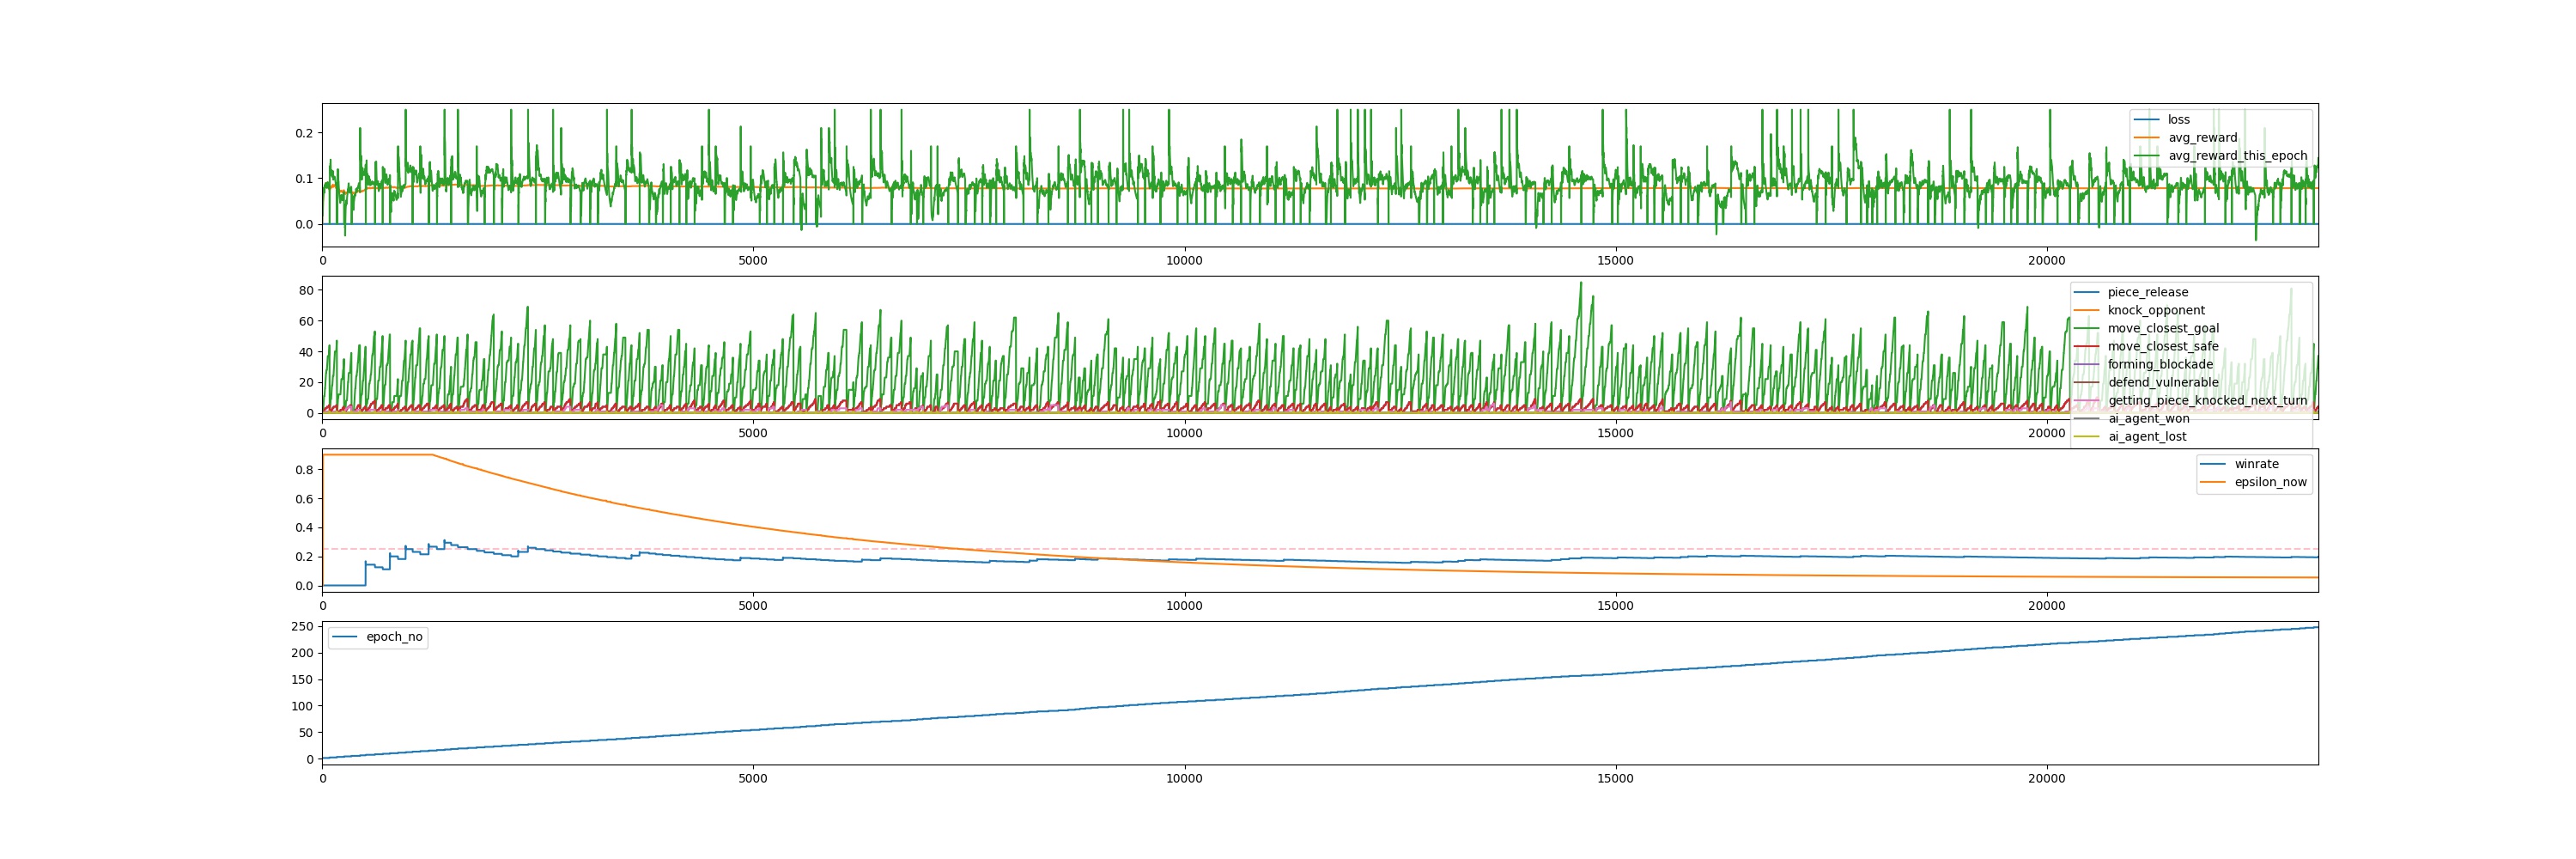 0.2
0.1
0.0
loss
avg_reward
avg_reward_this_epoch
0 5000 10000 15000 20000
80
60
40
20
0
piece_release
knock_opponent
move_closest_goal
move_closest_safe
forming_blockade
defend_vulnerable
getting_piece_knocked_next_turn
ai_agent_won
ai_agent_lost
0 5000 10000 15000 20000
0.8
0.6
0.4
0.2
0.0
winrate
epsilon_now
0 5000 10000 15000 20000
250
200
150
100
50
0
epoch_no
0 5000 10000 15000 20000